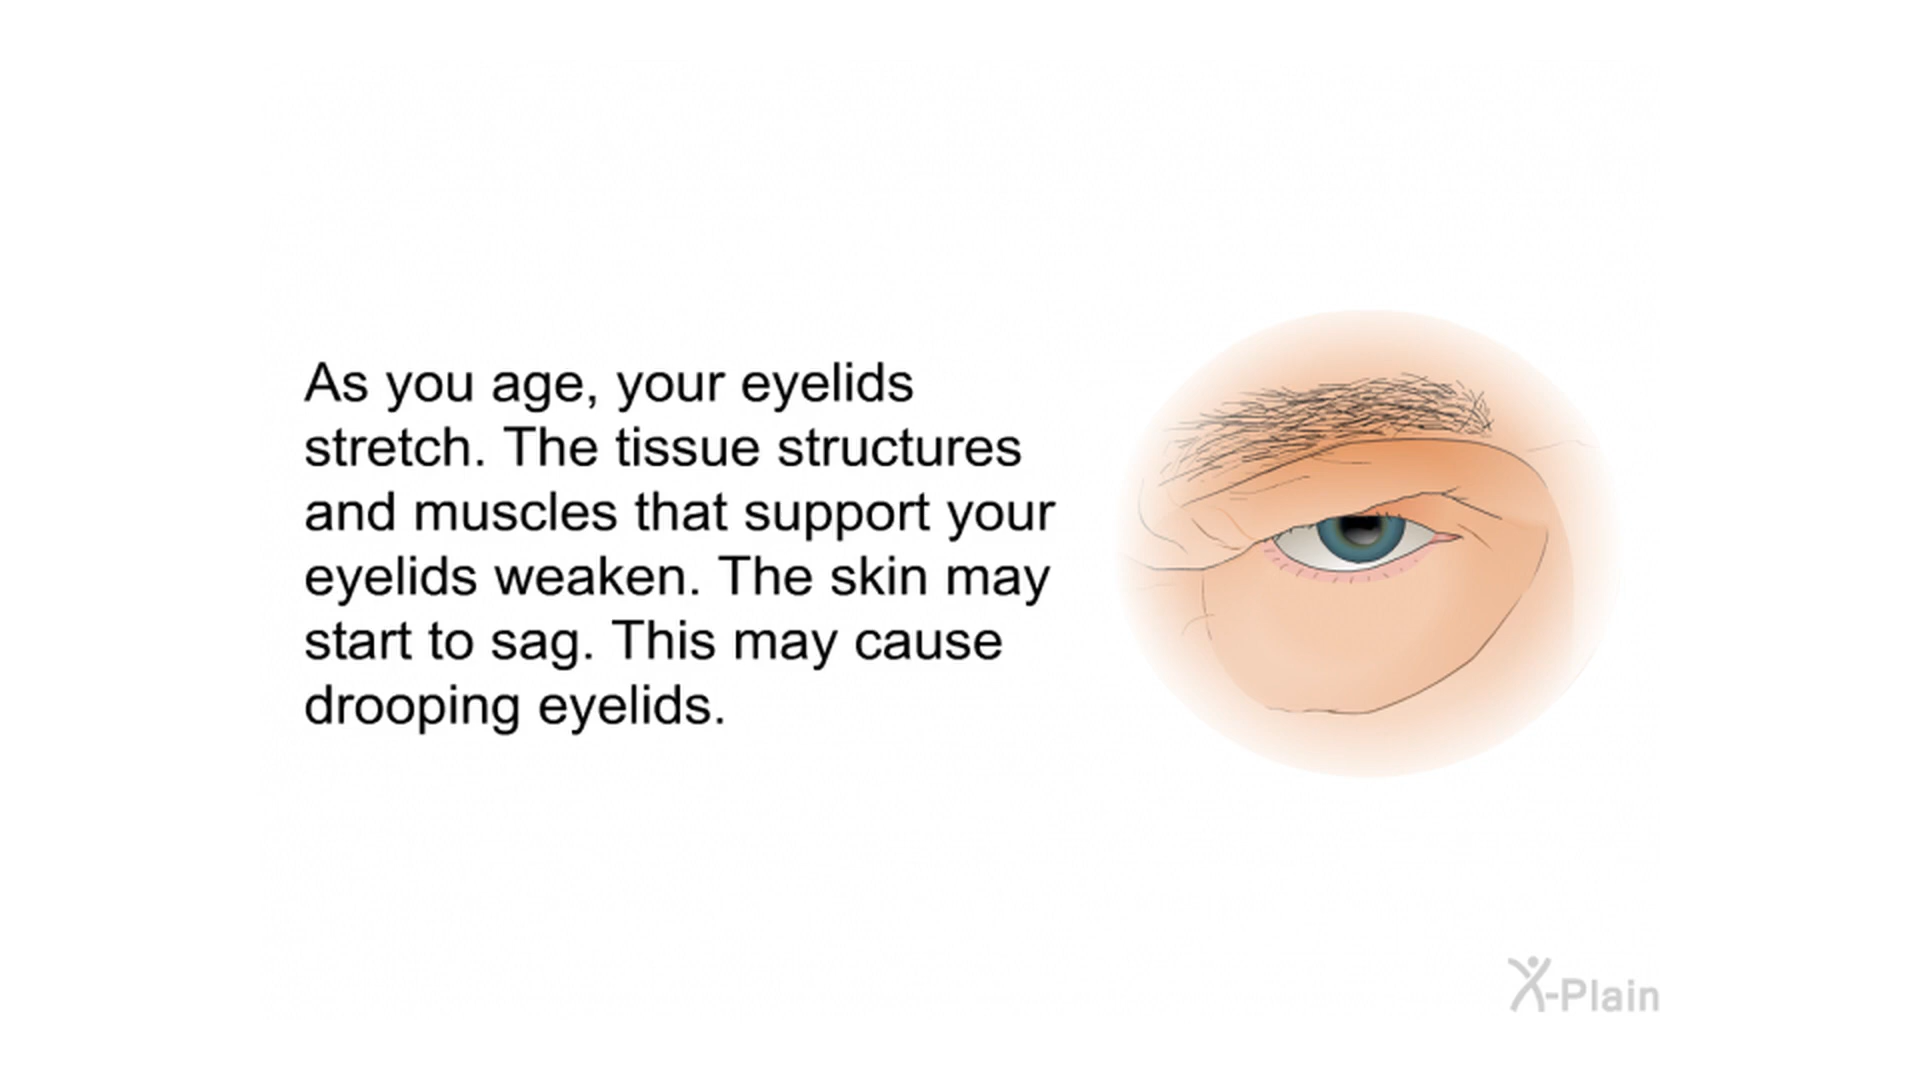 As you age, your eyelids
stretch. The tissue structures
and muscles that support your
eyelids weaken. The skin may
start to sag. This may cause
drooping eyelids.
X-Plain